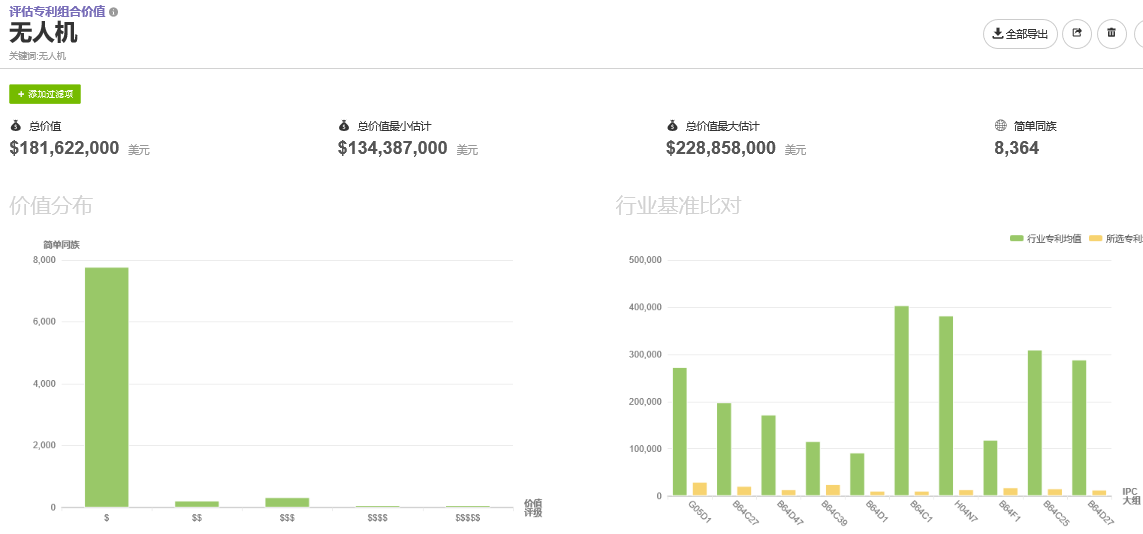 评估专利组合价值
无人机
关键词:无人机
全部导出
+ 添加过滤项
总价值
$181,622,000 美元
总价值最小估计
$134,387,000 美元
总价值最大估计
$228,858,000 美元
简单同族
8,364
价值分布
简单同族
8,000
6,000
4,000
2,000
0
$
$$
$$$
$$$$
$$$$$
价值
评级
行业基准比对
行业专利均值
所选专利
500,000
400,000
300,000
200,000
100,000
0
G05D1
B64C27
B64D47
B64C39
B64D1
B64C1
H04N7
B64F1
B64C25
B64D27
IPC
大组